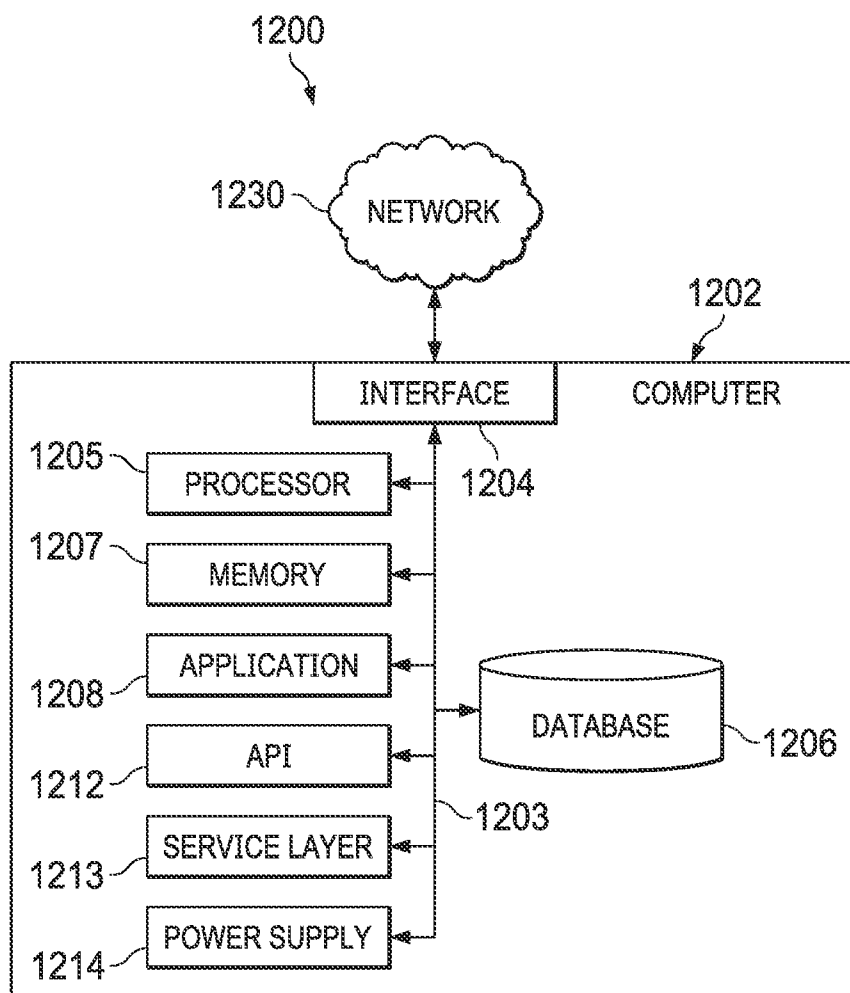 1200
1230
NETWORK
1202
INTERFACE
COMPUTER
1205
PROCESSOR
1204
1207
MEMORY
APPLICATION
1208
DATABASE
1206
API
1212
1203
SERVICE LAYER
1213
POWER SUPPLY
1214